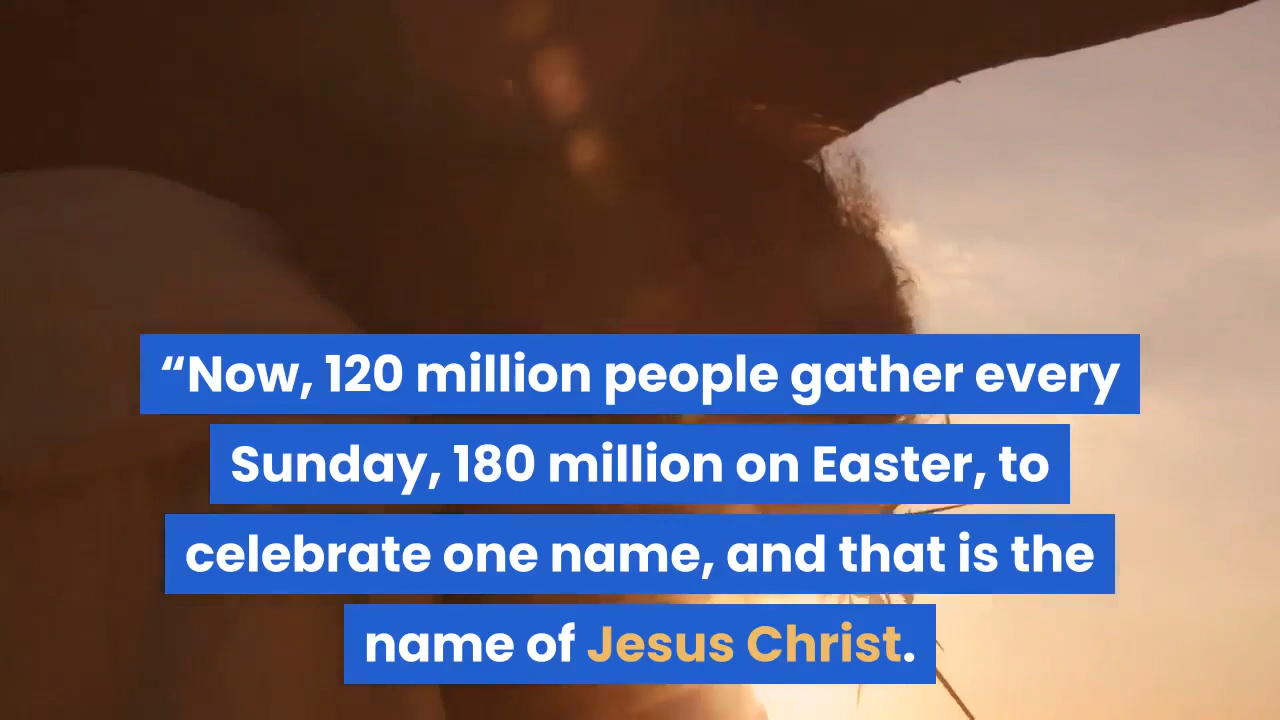 “Now, 120 million people gather every
Sunday, 180 million on Easter, to
celebrate one name, and that is the
name of Jesus Christ.